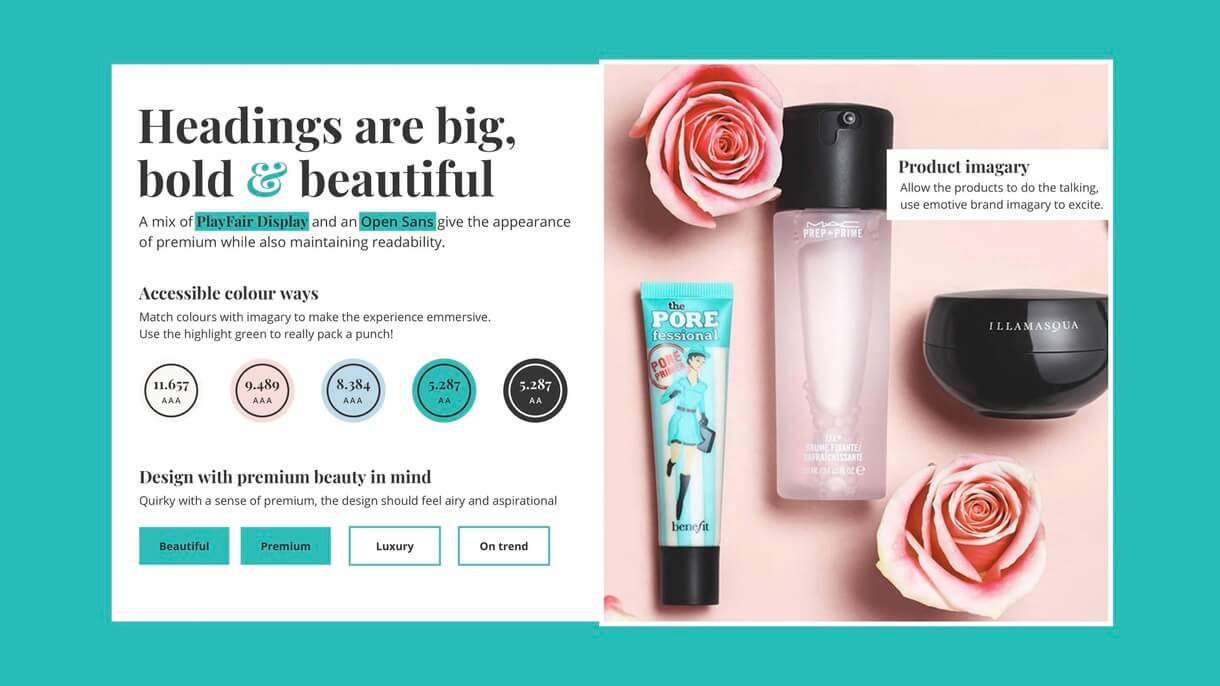 Headings are big,
bold & beautiful
A mix of PlayFair Display and an Open Sans give the appearance
of premium while also maintaining readability.
Accessible colour ways
Match colours with imagary to make the experience emmersive.
Use the highlight green to really pack a punch!
11.657
AAA
9.489
AAA
8.384
AAA
5.287
AA
5.287
AA
Design with premium beauty in mind
Quirky with a sense of premium, the design should feel airy and aspirational
Beautiful
Premium
Luxury
On trend
Product imagary
Allow the products to do the talking,
use emotive brand imagary to excite.
MAC
PREP+PRIME
FIX+
BRUME FIXANTE/
RAFRAÎCHISSANTE
the
PORE
fessional
PORE
PRIMER
benefit
ILLAMASQUA